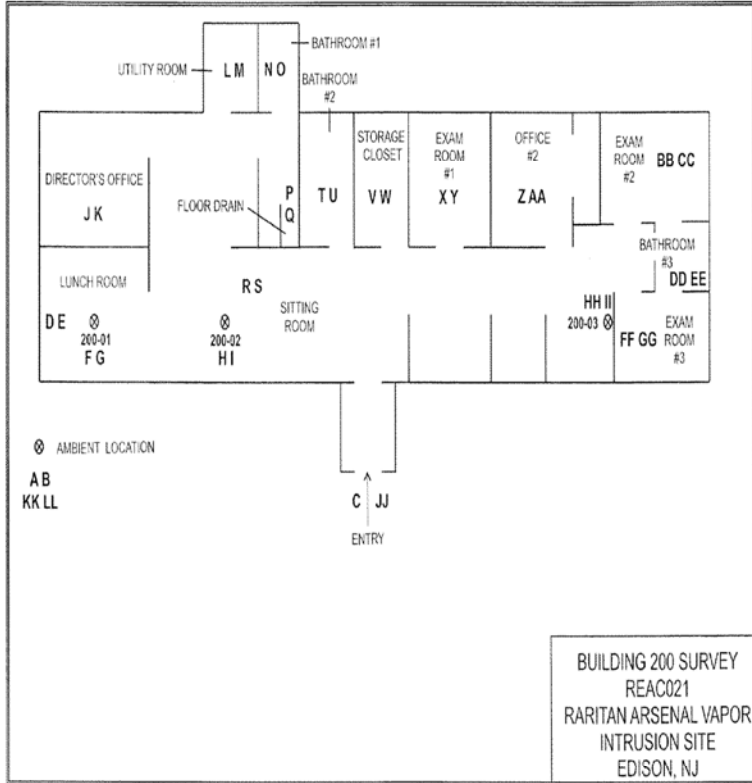 BATHROOM #1
UTILITY ROOM
L M
N O
BATHROOM
#2
STORAGE
CLOSET
EXAM
ROOM
#1
OFFICE
#2
EXAM
ROOM
#2
BB CC
DIRECTOR'S OFFICE
J K
FLOOR DRAIN
P
Q
T U
V W
X Y
Z AA
BATHROOM
#3
DD EE
LUNCH ROOM
R S
SITTING
ROOM
D E
200-01
F G
200-02
H I
HH II
200-03
FF GG
EXAM
ROOM
#3
AMBIENT LOCATION
A B
KK LL
C
JJ
ENTRY
BUILDING 200 SURVEY
REAC021
RARITAN ARSENAL VAPOR
INTRUSION SITE
EDISON, NJ